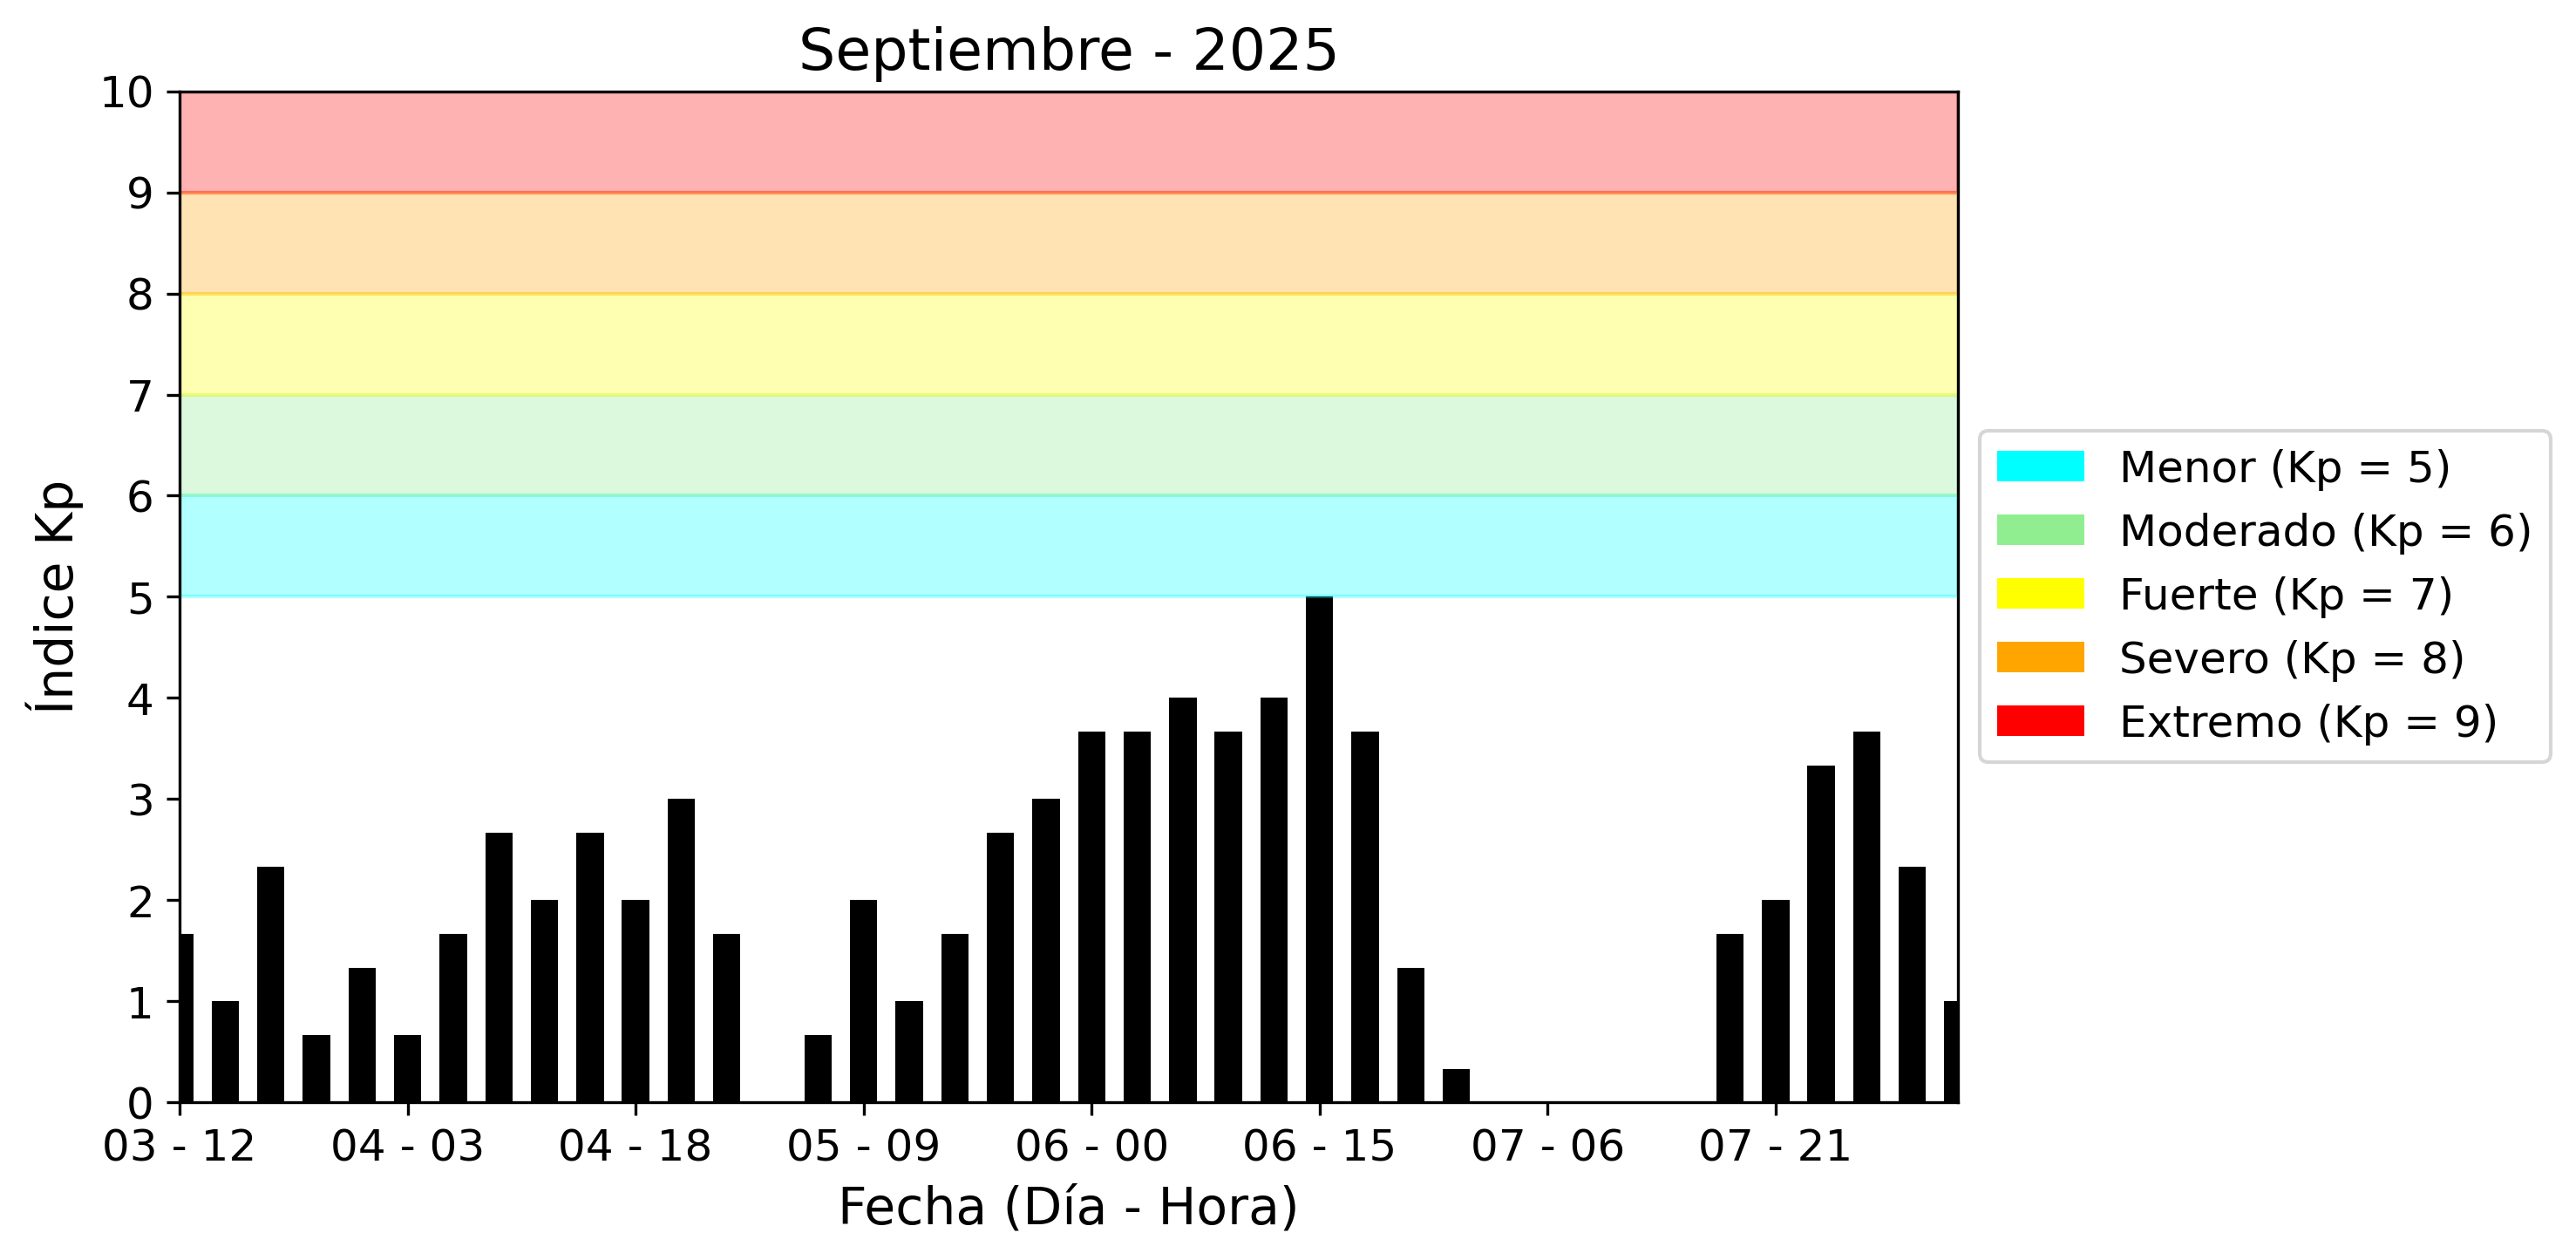 Septiembre - 2025
10
9
8
7
6
5
4
3
2
1
0
Índice Kp
03 - 12
04 - 03
04 - 18
05 - 09
06 - 00
06 - 15
07 - 06
07 - 21
Fecha (Día - Hora)
Menor (Kp = 5)
Moderado (Kp = 6)
Fuerte (Kp = 7)
Severo (Kp = 8)
Extremo (Kp = 9)